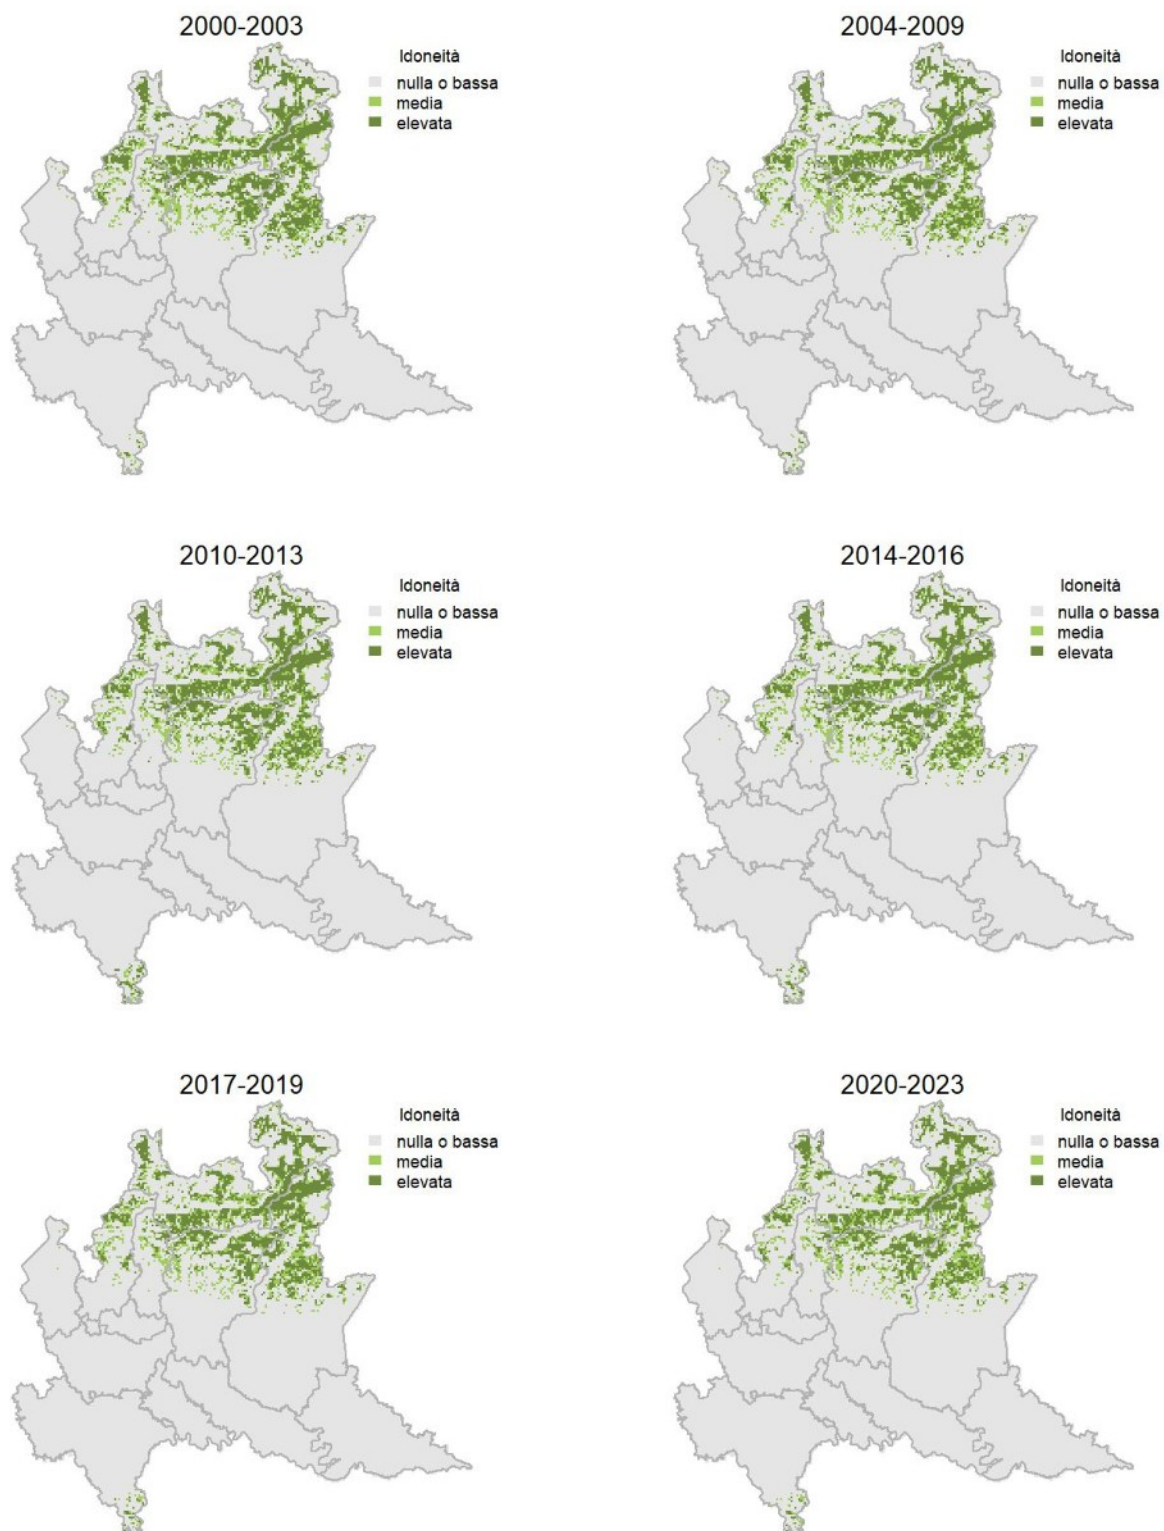 2000-2003
Idoneità
nulla o bassa
media
elevata
2004-2009
Idoneità
nulla o bassa
media
elevata
2010-2013
Idoneità
nulla o bassa
media
elevata
2014-2016
Idoneità
nulla o bassa
media
elevata
2017-2019
Idoneità
nulla o bassa
media
elevata
2020-2023
Idoneità
nulla o bassa
media
elevata